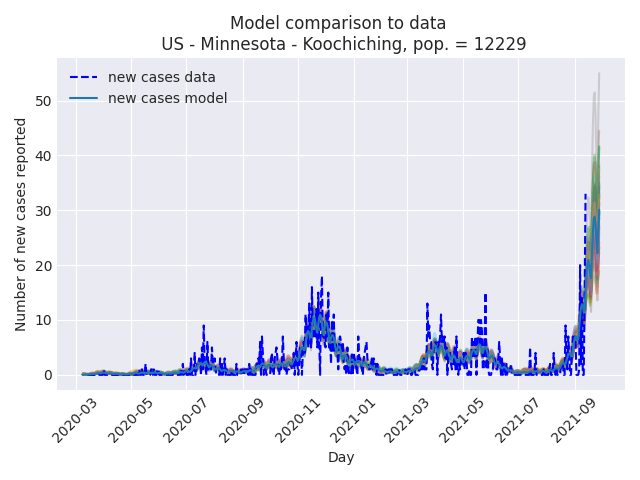 Model comparison to data
US - Minnesota - Koochiching, pop. = 12229
new cases data
new cases model
Number of new cases reported
50
40
30
20
10
0
2020-03
2020-05
2020-07
2020-09
2020-11
2021-01
2021-03
2021-05
2021-07
2021-09
Day